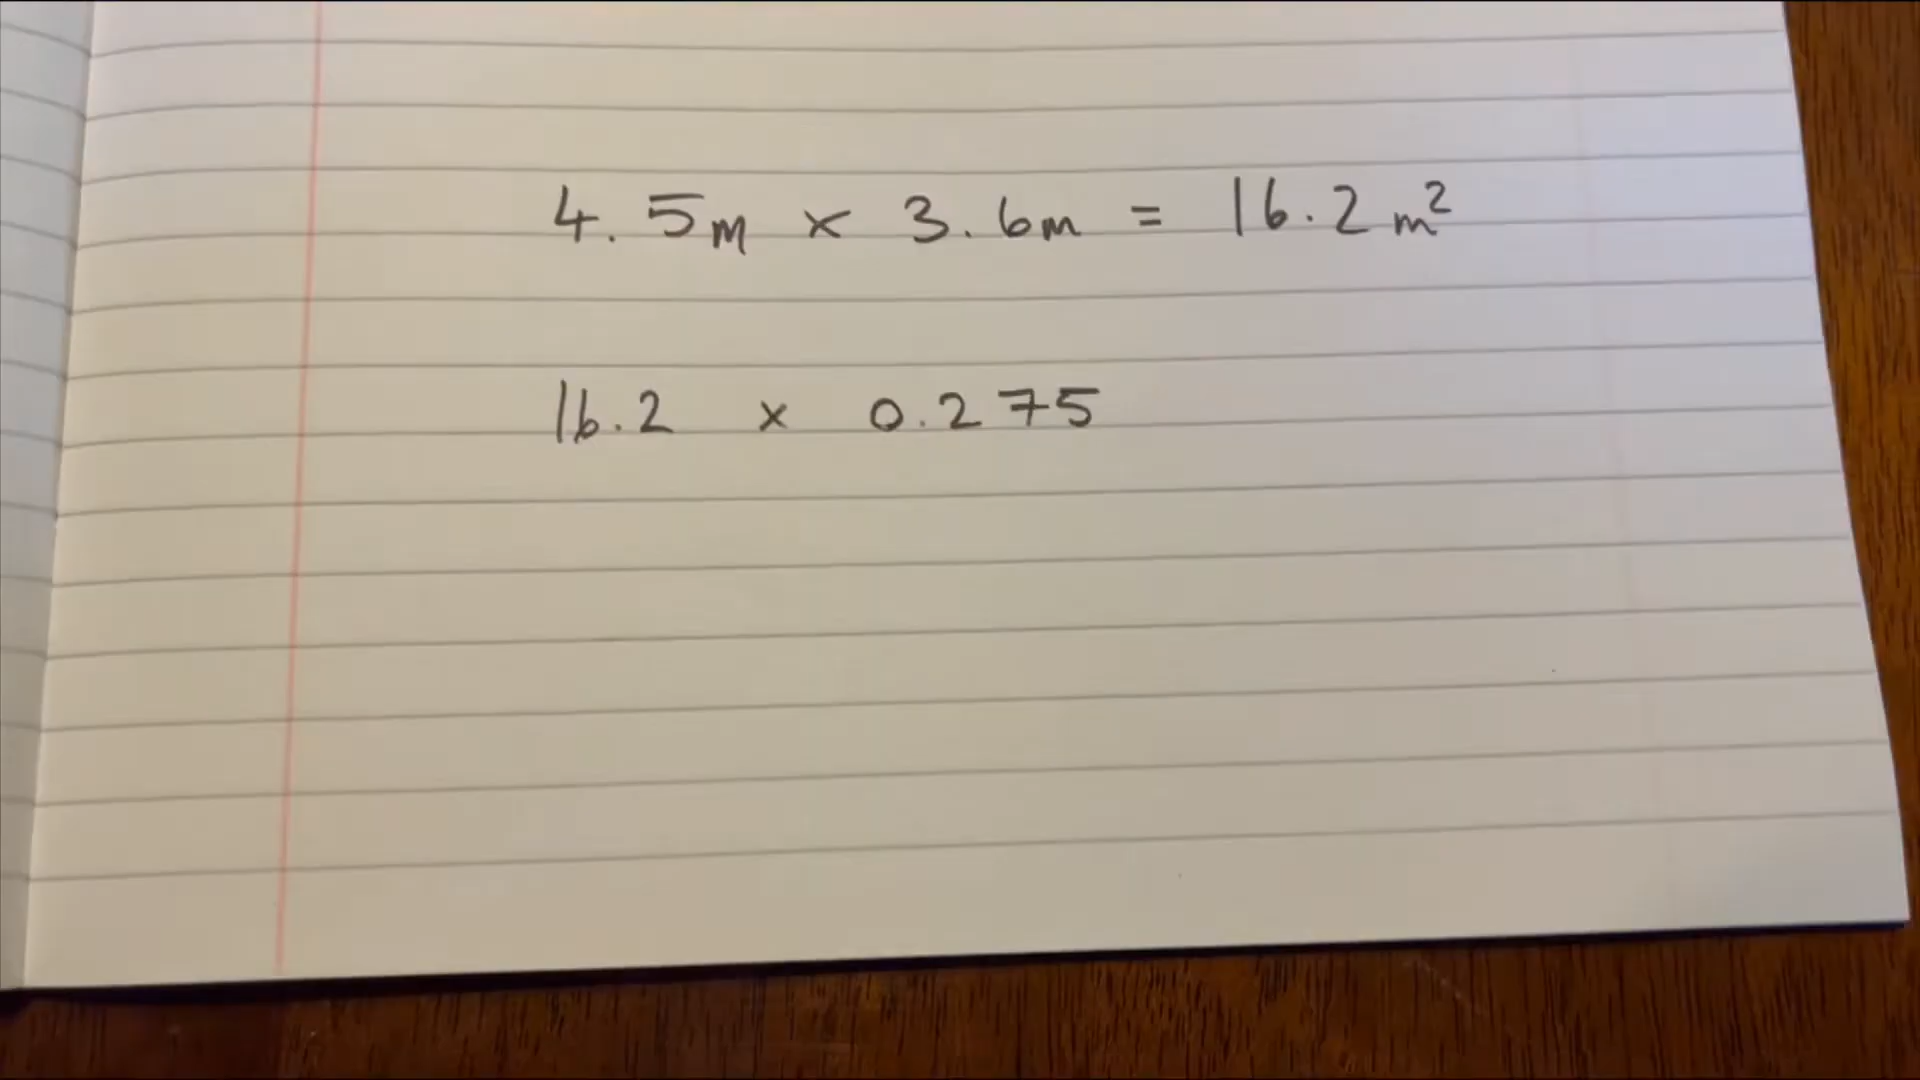 4.5m × 3.6m = 16.2m²
16.2 × 0.275